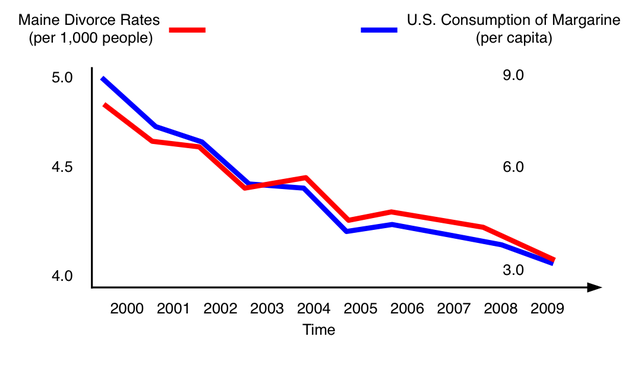 Maine Divorce Rates
(per 1,000 people)
U.S. Consumption of Margarine
(per capita)
5.0
4.5
4.0
9.0
6.0
3.0
2000 2001 2002 2003 2004 2005 2006 2007 2008 2009
Time